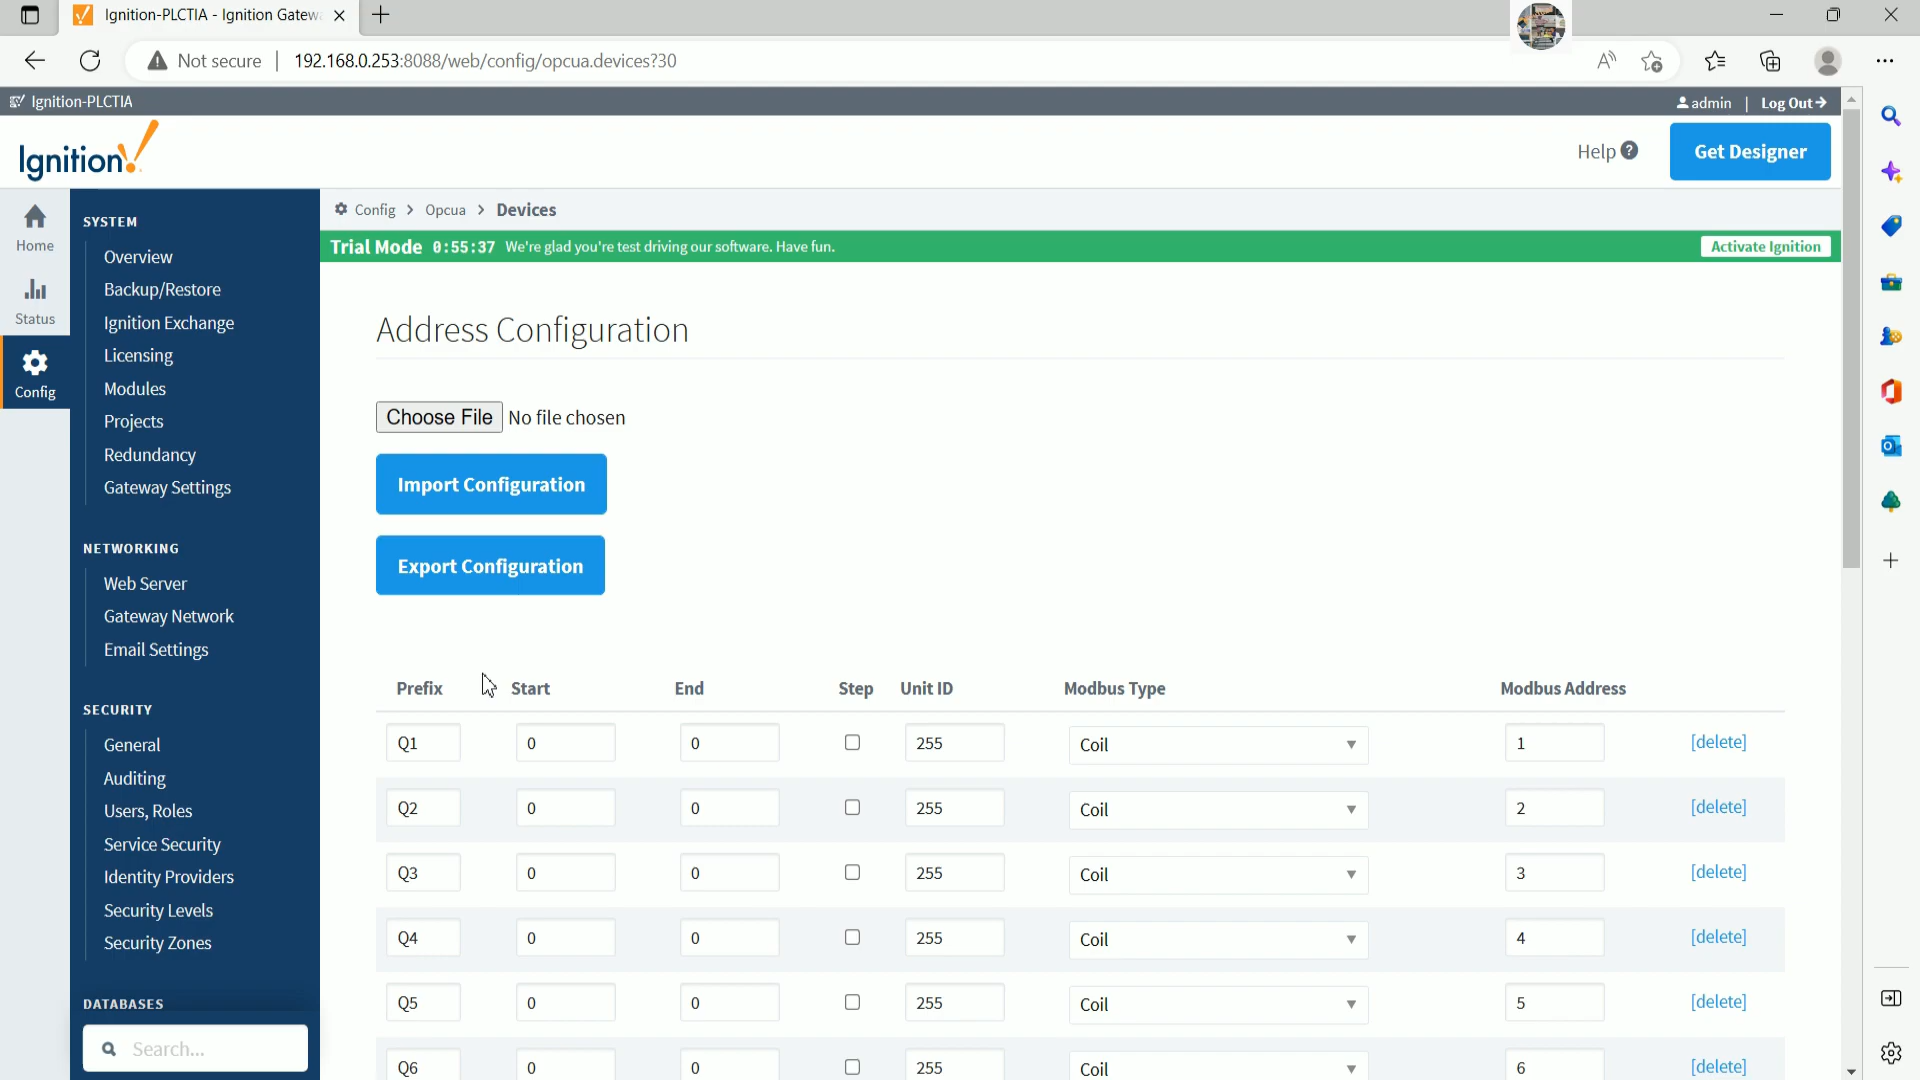 Ignition-PLCTIA - Ignition Gatew
Not secure | 192.168.0.253:8088/web/config/opcua.devices?30
Ignition-PLCTIA
admin | Log Out
Ignition!
Help ?
Get Designer
Home
Status
Config
SYSTEM
Overview
Backup/Restore
Ignition Exchange
Licensing
Modules
Projects
Redundancy
Gateway Settings
NETWORKING
Web Server
Gateway Network
Email Settings
SECURITY
General
Auditing
Users, Roles
Service Security
Identity Providers
Security Levels
Security Zones
DATABASES
Search...
Config > Opcua > Devices
Trial Mode 0:55:37 We're glad you're test driving our software. Have fun.
Activate Ignition
Address Configuration
Choose File No file chosen
Import Configuration
Export Configuration
Prefix Start End Step Unit ID Modbus Type Modbus Address
Q1 0 0 255 Coil 1 [delete]
Q2 0 0 255 Coil 2 [delete]
Q3 0 0 255 Coil 3 [delete]
Q4 0 0 255 Coil 4 [delete]
Q5 0 0 255 Coil 5 [delete]
Q6 0 0 255 Coil 6 [delete]